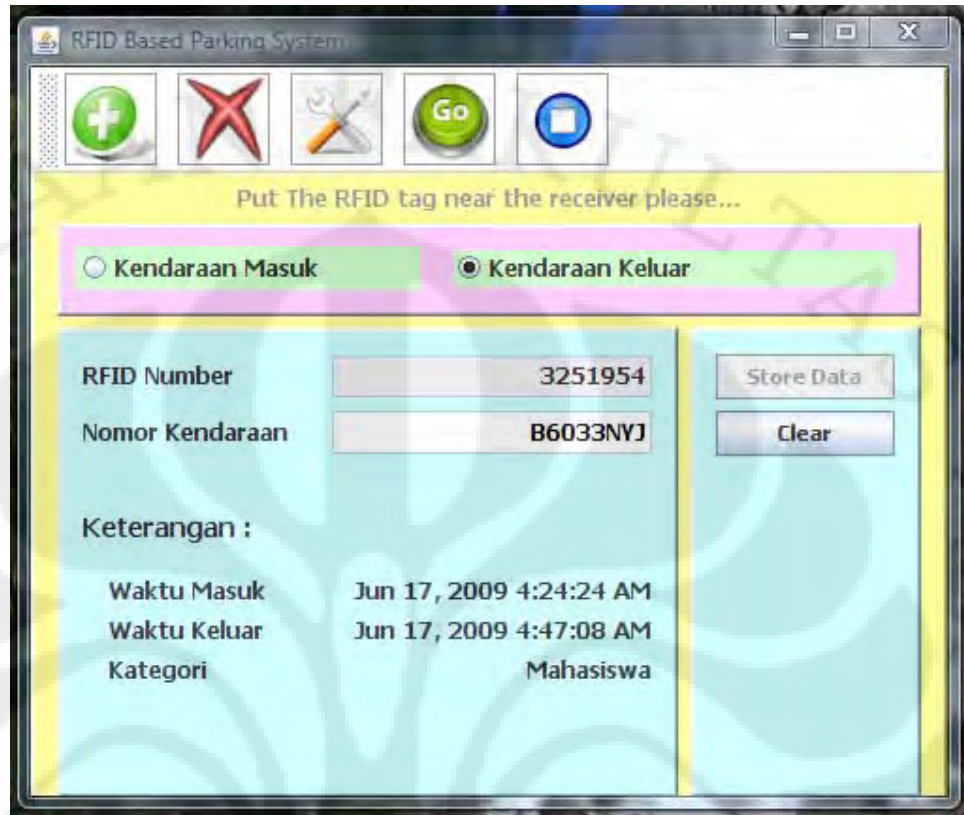 RFID Based Parking System
Go
Put The RFID tag near the receiver please...
Kendaraan Masuk Kendaraan Keluar
RFID Number 3251954 Store Data
Nomor Kendaraan B6033NYJ Clear
Keterangan :
Waktu Masuk Jun 17, 2009 4:24:24 AM
Waktu Keluar Jun 17, 2009 4:47:08 AM
Kategori Mahasiswa